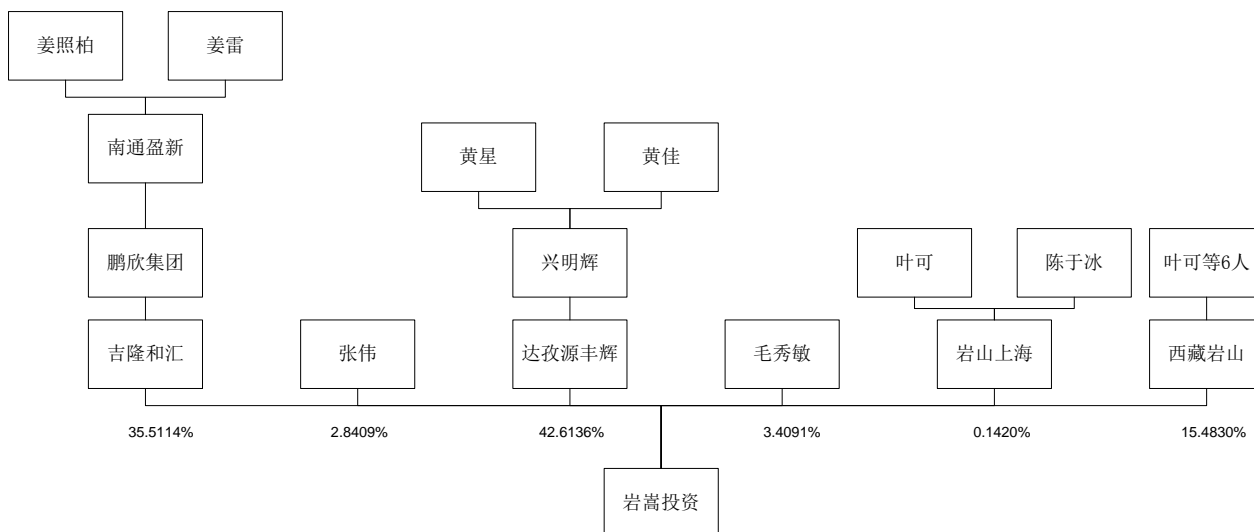 姜照柏
姜雷
南通盈新
黄星
黄佳
鹏欣集团
兴明辉
叶可
陈于冰
叶可等6人
吉隆和汇
张伟
达孜源丰辉
毛秀敏
岩山上海
西藏岩山
35.5114%
2.8409%
42.6136%
3.4091%
0.1420%
15.4830%
岩嵩投资